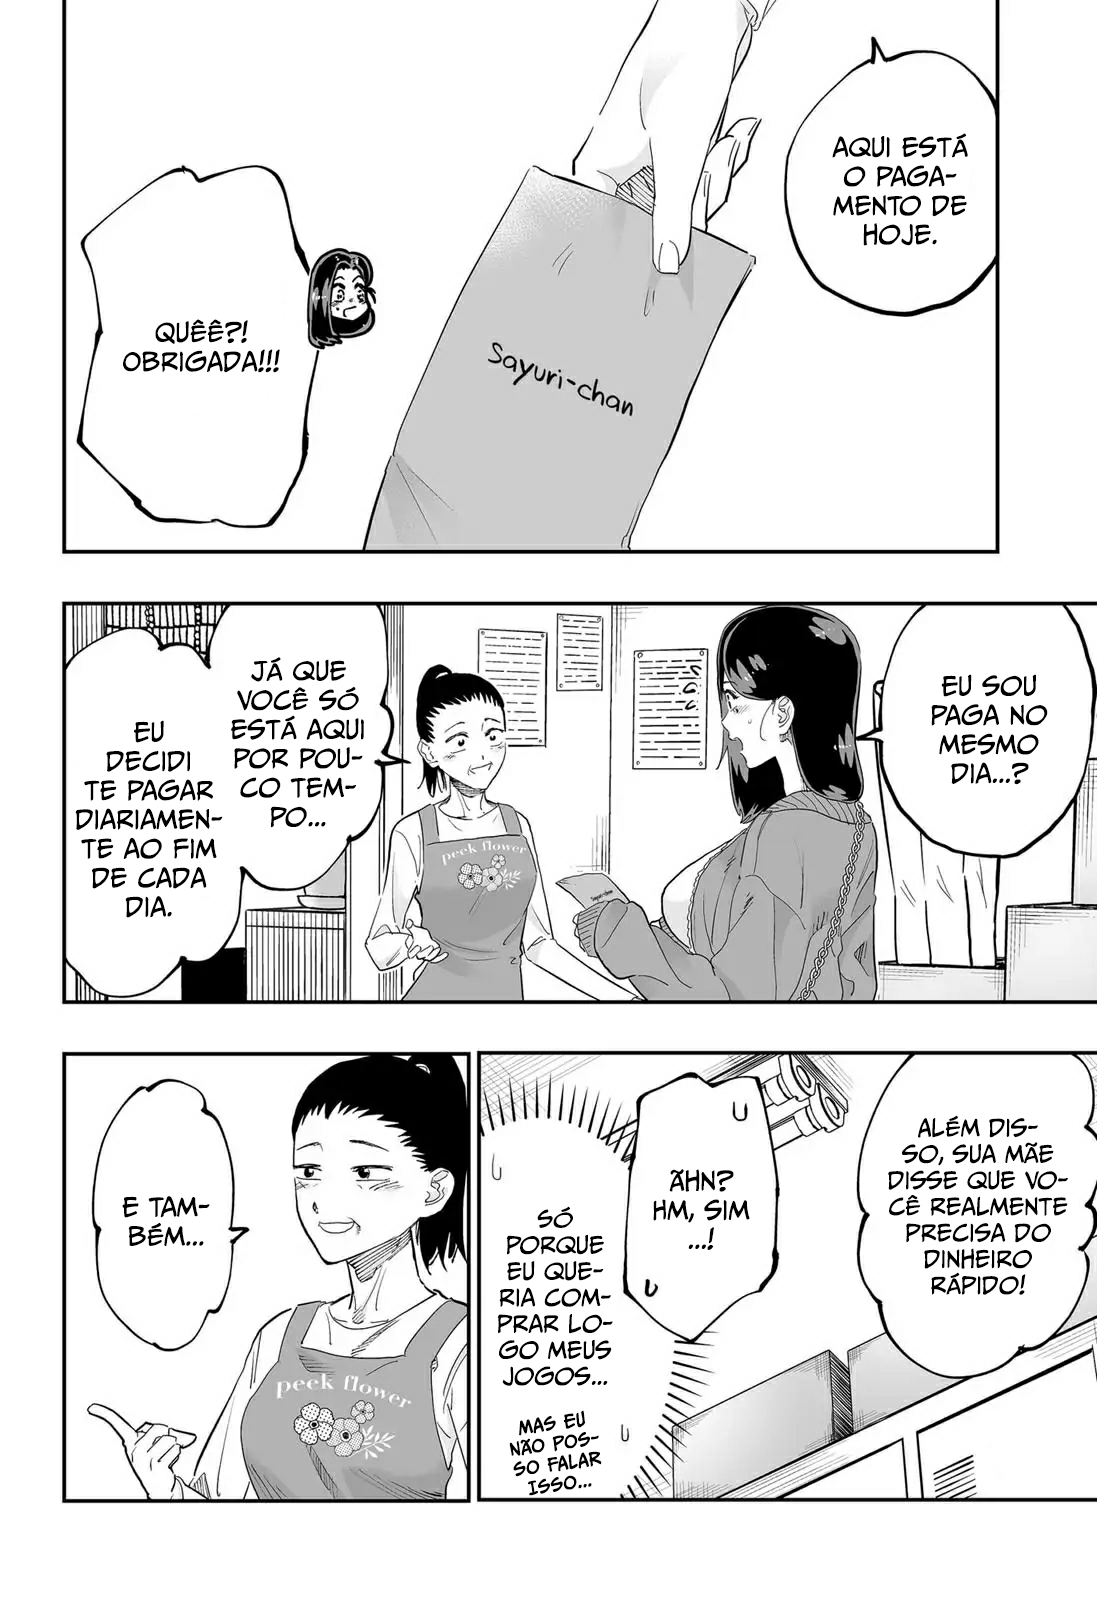 AQUI ESTÁ
O PAGA-
MENTO DE
HOJE.
Sayuri-chan
QUÊÊ?!
OBRIGADA!!!
EU SOU
PAGA NO
MESMO
DIA...?
JÁ QUE
VOCÊ SÓ
ESTÁ AQUI
POR POU-
CO TEM-
PO...
EU
DECIDI
TE PAGAR
DIARIAMEN-
TE AO FIM
DE CADA
DIA.
peek flower
Sayuri-chan
ALÉM DIS-
SO, SUA MÃE
DISSE QUE VO-
CÊ REALMENTE
PRECISA DO
DINHEIRO
RÁPIDO!
ÃHN?
HM, SIM
...!
SÓ
PORQUE
EU QUE-
RIA COM-
PRAR LO-
GO MEUS
JOGOS...
MAS EU
NÃO POS-
SO FALAR
ISSO...
E TAM-
BÉM...
peek flower